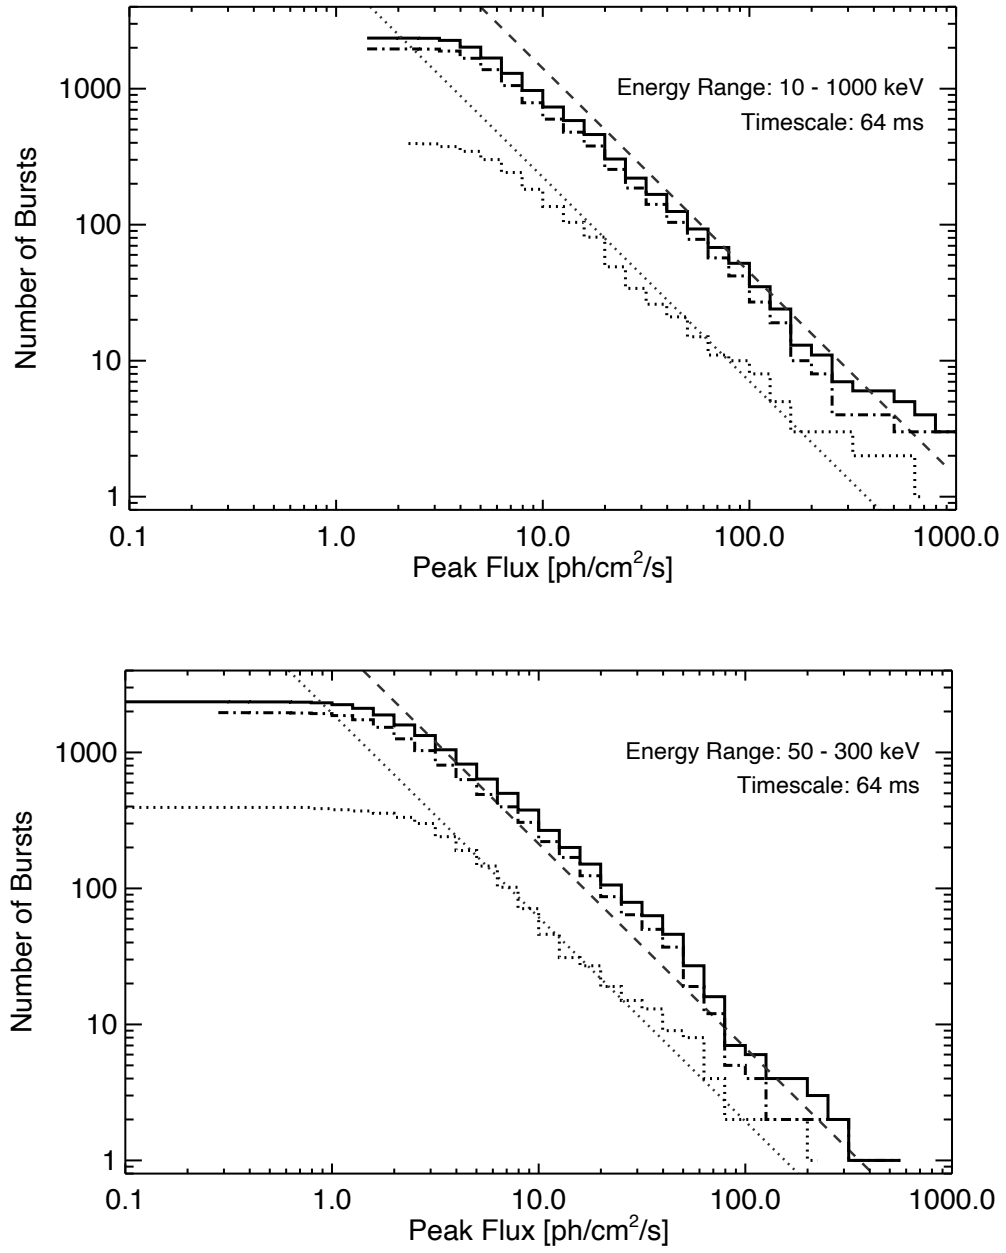 Energy Range: 10 - 1000 keV
Timescale: 64 ms
Number of Bursts
1000
100
10
1
0.1 1.0 10.0 100.0 1000.0
Peak Flux [ph/cm²/s]
Energy Range: 50 - 300 keV
Timescale: 64 ms
Number of Bursts
1000
100
10
1
0.1 1.0 10.0 100.0 1000.0
Peak Flux [ph/cm²/s]